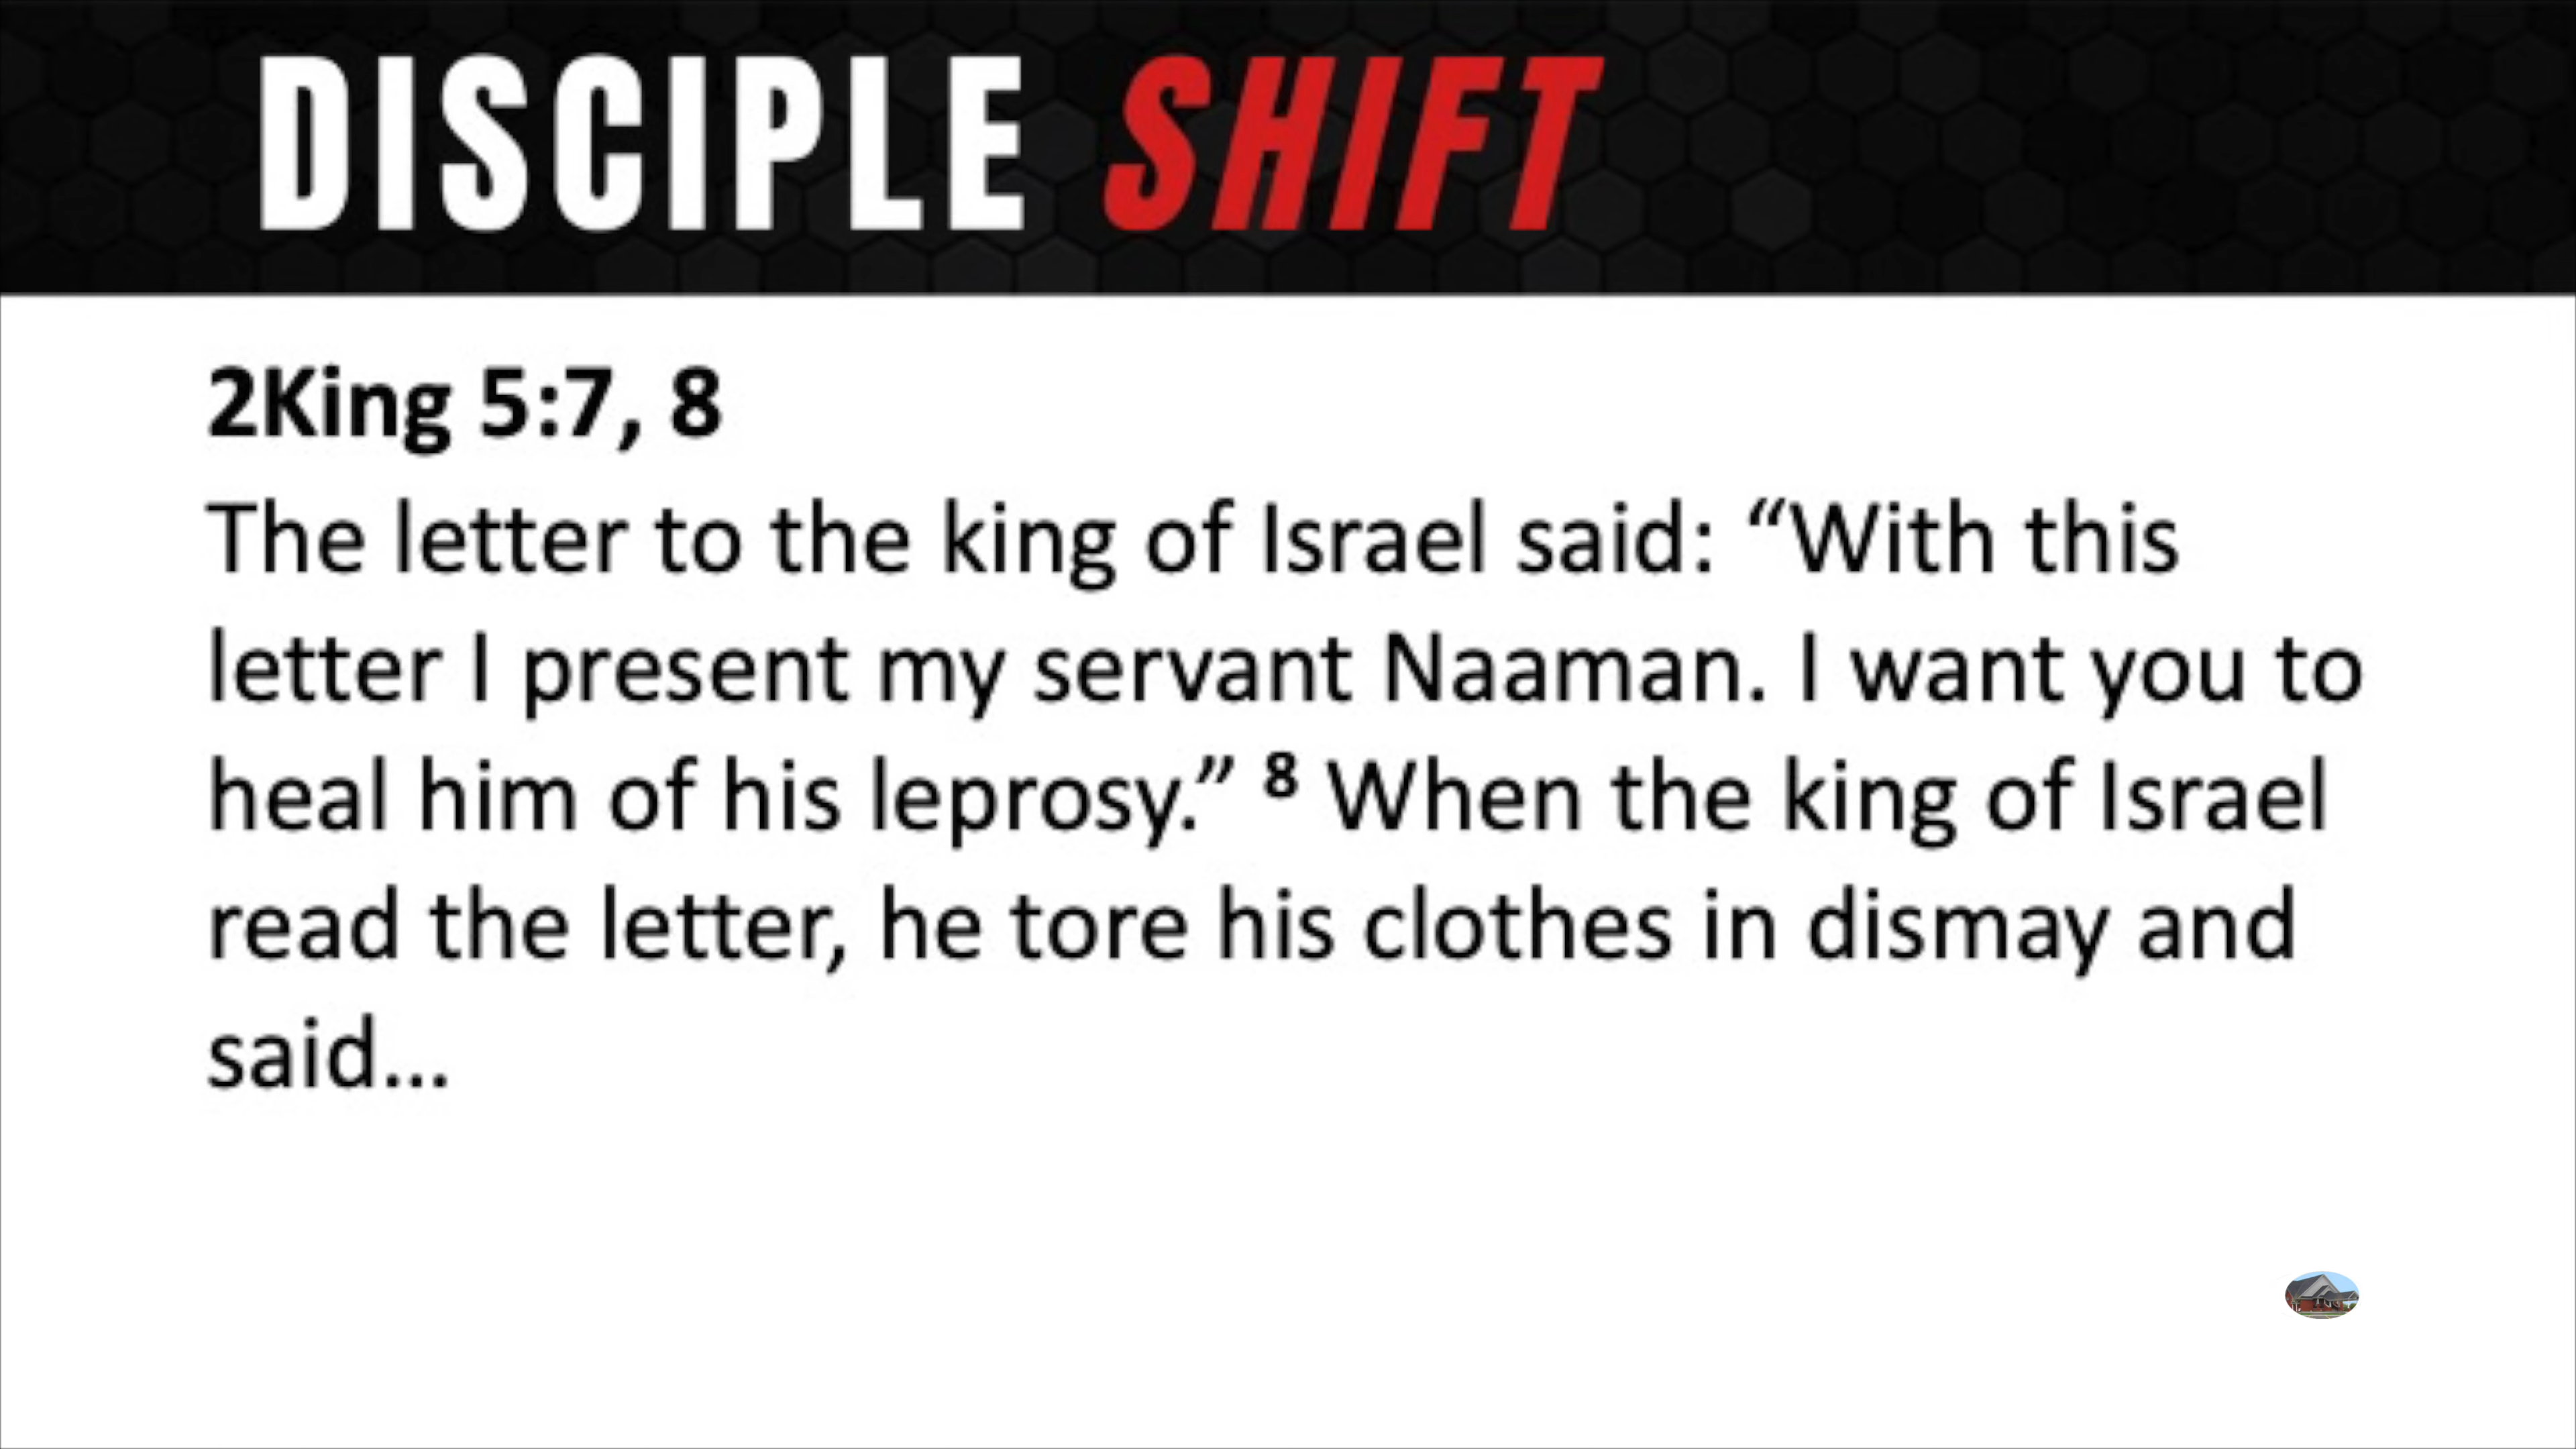 DISCIPLE SHIFT
2King 5:7, 8
The letter to the king of Israel said: “With this
letter I present my servant Naaman. I want you to
heal him of his leprosy.” 8 When the king of Israel
read the letter, he tore his clothes in dismay and
said...